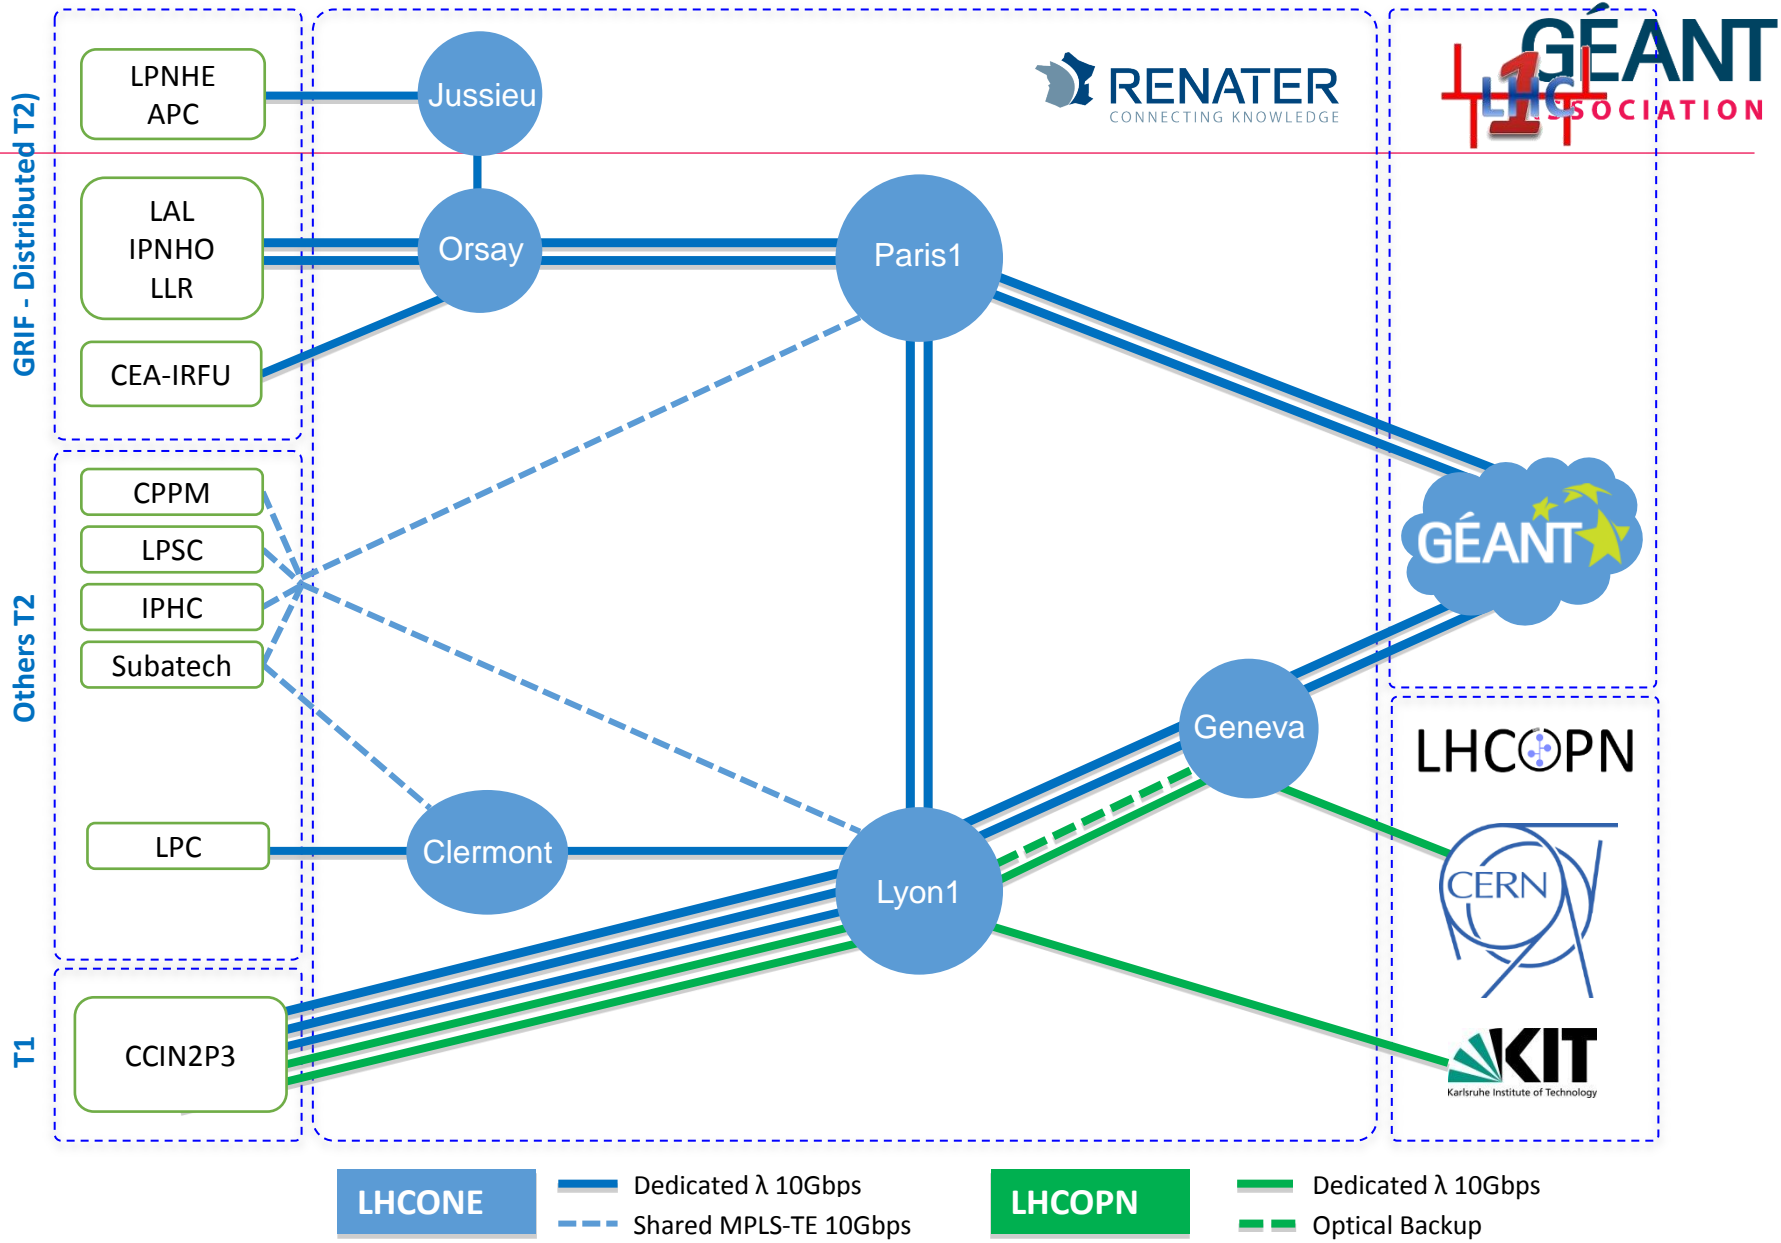 GÉANT
ASSOCIATION
LHC
1
RENATER
CONNECTING KNOWLEDGE
GRIF - Distributed T2)
LPNHE
APC
Jussieu
LAL
IPNHO
LLR
Orsay
Paris1
CEA-IRFU
Others T2
CPPM
LPSC
IPHC
Subatech
GÉANT
Geneva
LHCOPN
LPC
Clermont
Lyon1
CERN
T1
CCIN2P3
KIT
Karlsruhe Institute of Technology
LHCONE
Dedicated λ 10Gbps
Shared MPLS-TE 10Gbps
LHCOPN
Dedicated λ 10Gbps
Optical Backup